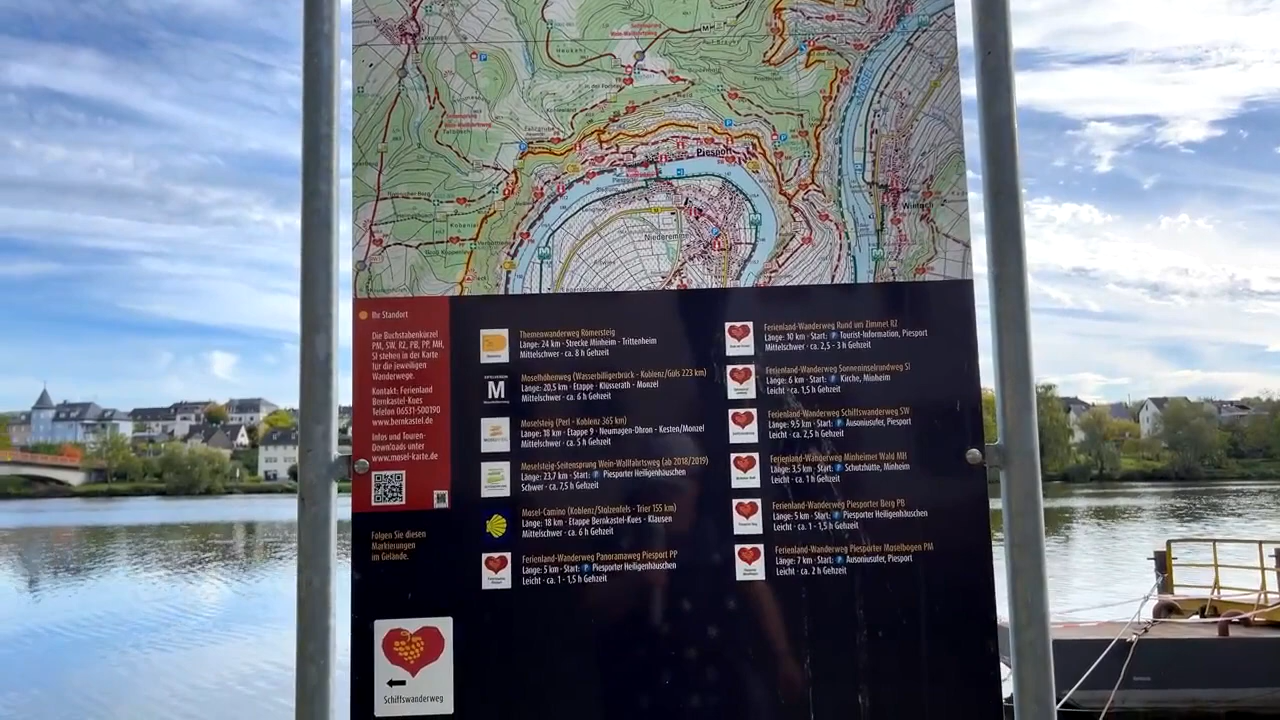 Piesport
Niederemmel
Wintrich
Ihr Standort
Die Buchstabenkürzel
PM, SW, RZ, PB, PP, MH,
SI stehen in der Karte
für die jeweiligen
Wanderwege.
Kontakt: Ferienland
Bernkastel-Kues
Telefon 06531-500190
www.bernkastel.de
Infos und Touren-
Downloads unter
www.mosel-karte.de
Folgen Sie diesen
Markierungen
im Gelände.
Schiffswanderweg
Themenwanderweg Römersteig
Länge: 24 km - Strecke Minheim - Trittenheim
Mittelschwer - ca. 8 h Gehzeit
M
Moselhöhenweg (Wasserbilligerbrück - Koblenz/Güls 223 km)
Länge: 20,5 km - Etappe - Klüsserath - Monzel
Mittelschwer - ca. 6 h Gehzeit
Moselsteig (Perl - Koblenz 365 km)
Länge: 18 km - Etappe 9 - Neumagen-Dhron - Kesten/Monzel
Mittelschwer - ca. 5 h Gehzeit
Moselsteig-Seitensprung Wein-Wallfahrtsweg (ab 2018/2019)
Länge: 23,7 km - Start: P Piesporter Heiligenhäuschen
Schwer - ca. 7,5 h Gehzeit
Mosel-Camino (Koblenz/Stolzenfels - Trier 155 km)
Länge: 18 km - Etappe Bernkastel-Kues - Klausen
Mittelschwer - ca. 6 h Gehzeit
Ferienland-Wanderweg Panoramaweg Piesport PP
Länge: 5 km - Start: P Piesporter Heiligenhäuschen
Leicht - ca. 1 - 1,5 h Gehzeit
Ferienland-Wanderweg Rund um Zimmet RZ
Länge: 10 km - Start: P Tourist-Information, Piesport
Mittelschwer - ca. 2,5 - 3 h Gehzeit
Ferienland-Wanderweg Sonneninselrundweg SI
Länge: 6 km - Start: P Kirche, Minheim
Leicht - ca. 1,5 h Gehzeit
Ferienland-Wanderweg Schiffswanderweg SW
Länge: 9,5 km - Start: P Ausoniusufer, Piesport
Leicht - ca. 2,5 h Gehzeit
Ferienland-Wanderweg Minheimer Wald MH
Länge: 3,5 km - Start: P Schutzhütte, Minheim
Leicht - ca. 1 h Gehzeit
Ferienland-Wanderweg Piesporter Berg PB
Länge: 5 km - Start: P Piesporter Heiligenhäuschen
Leicht - ca. 1 - 1,5 h Gehzeit
Ferienland-Wanderweg Piesporter Moselbogen PM
Länge: 7 km - Start: P Ausoniusufer, Piesport
Leicht - ca. 2 h Gehzeit